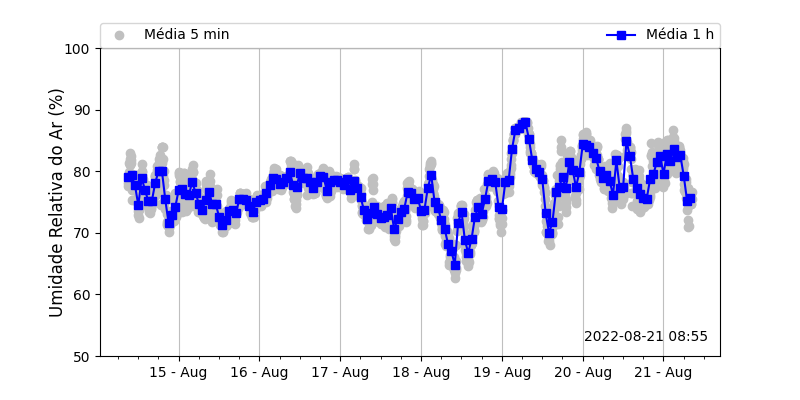 Média 5 min
Média 1 h
Umidade Relativa do Ar (%)
100
90
80
70
60
50
2022-08-21 08:55
15 - Aug
16 - Aug
17 - Aug
18 - Aug
19 - Aug
20 - Aug
21 - Aug